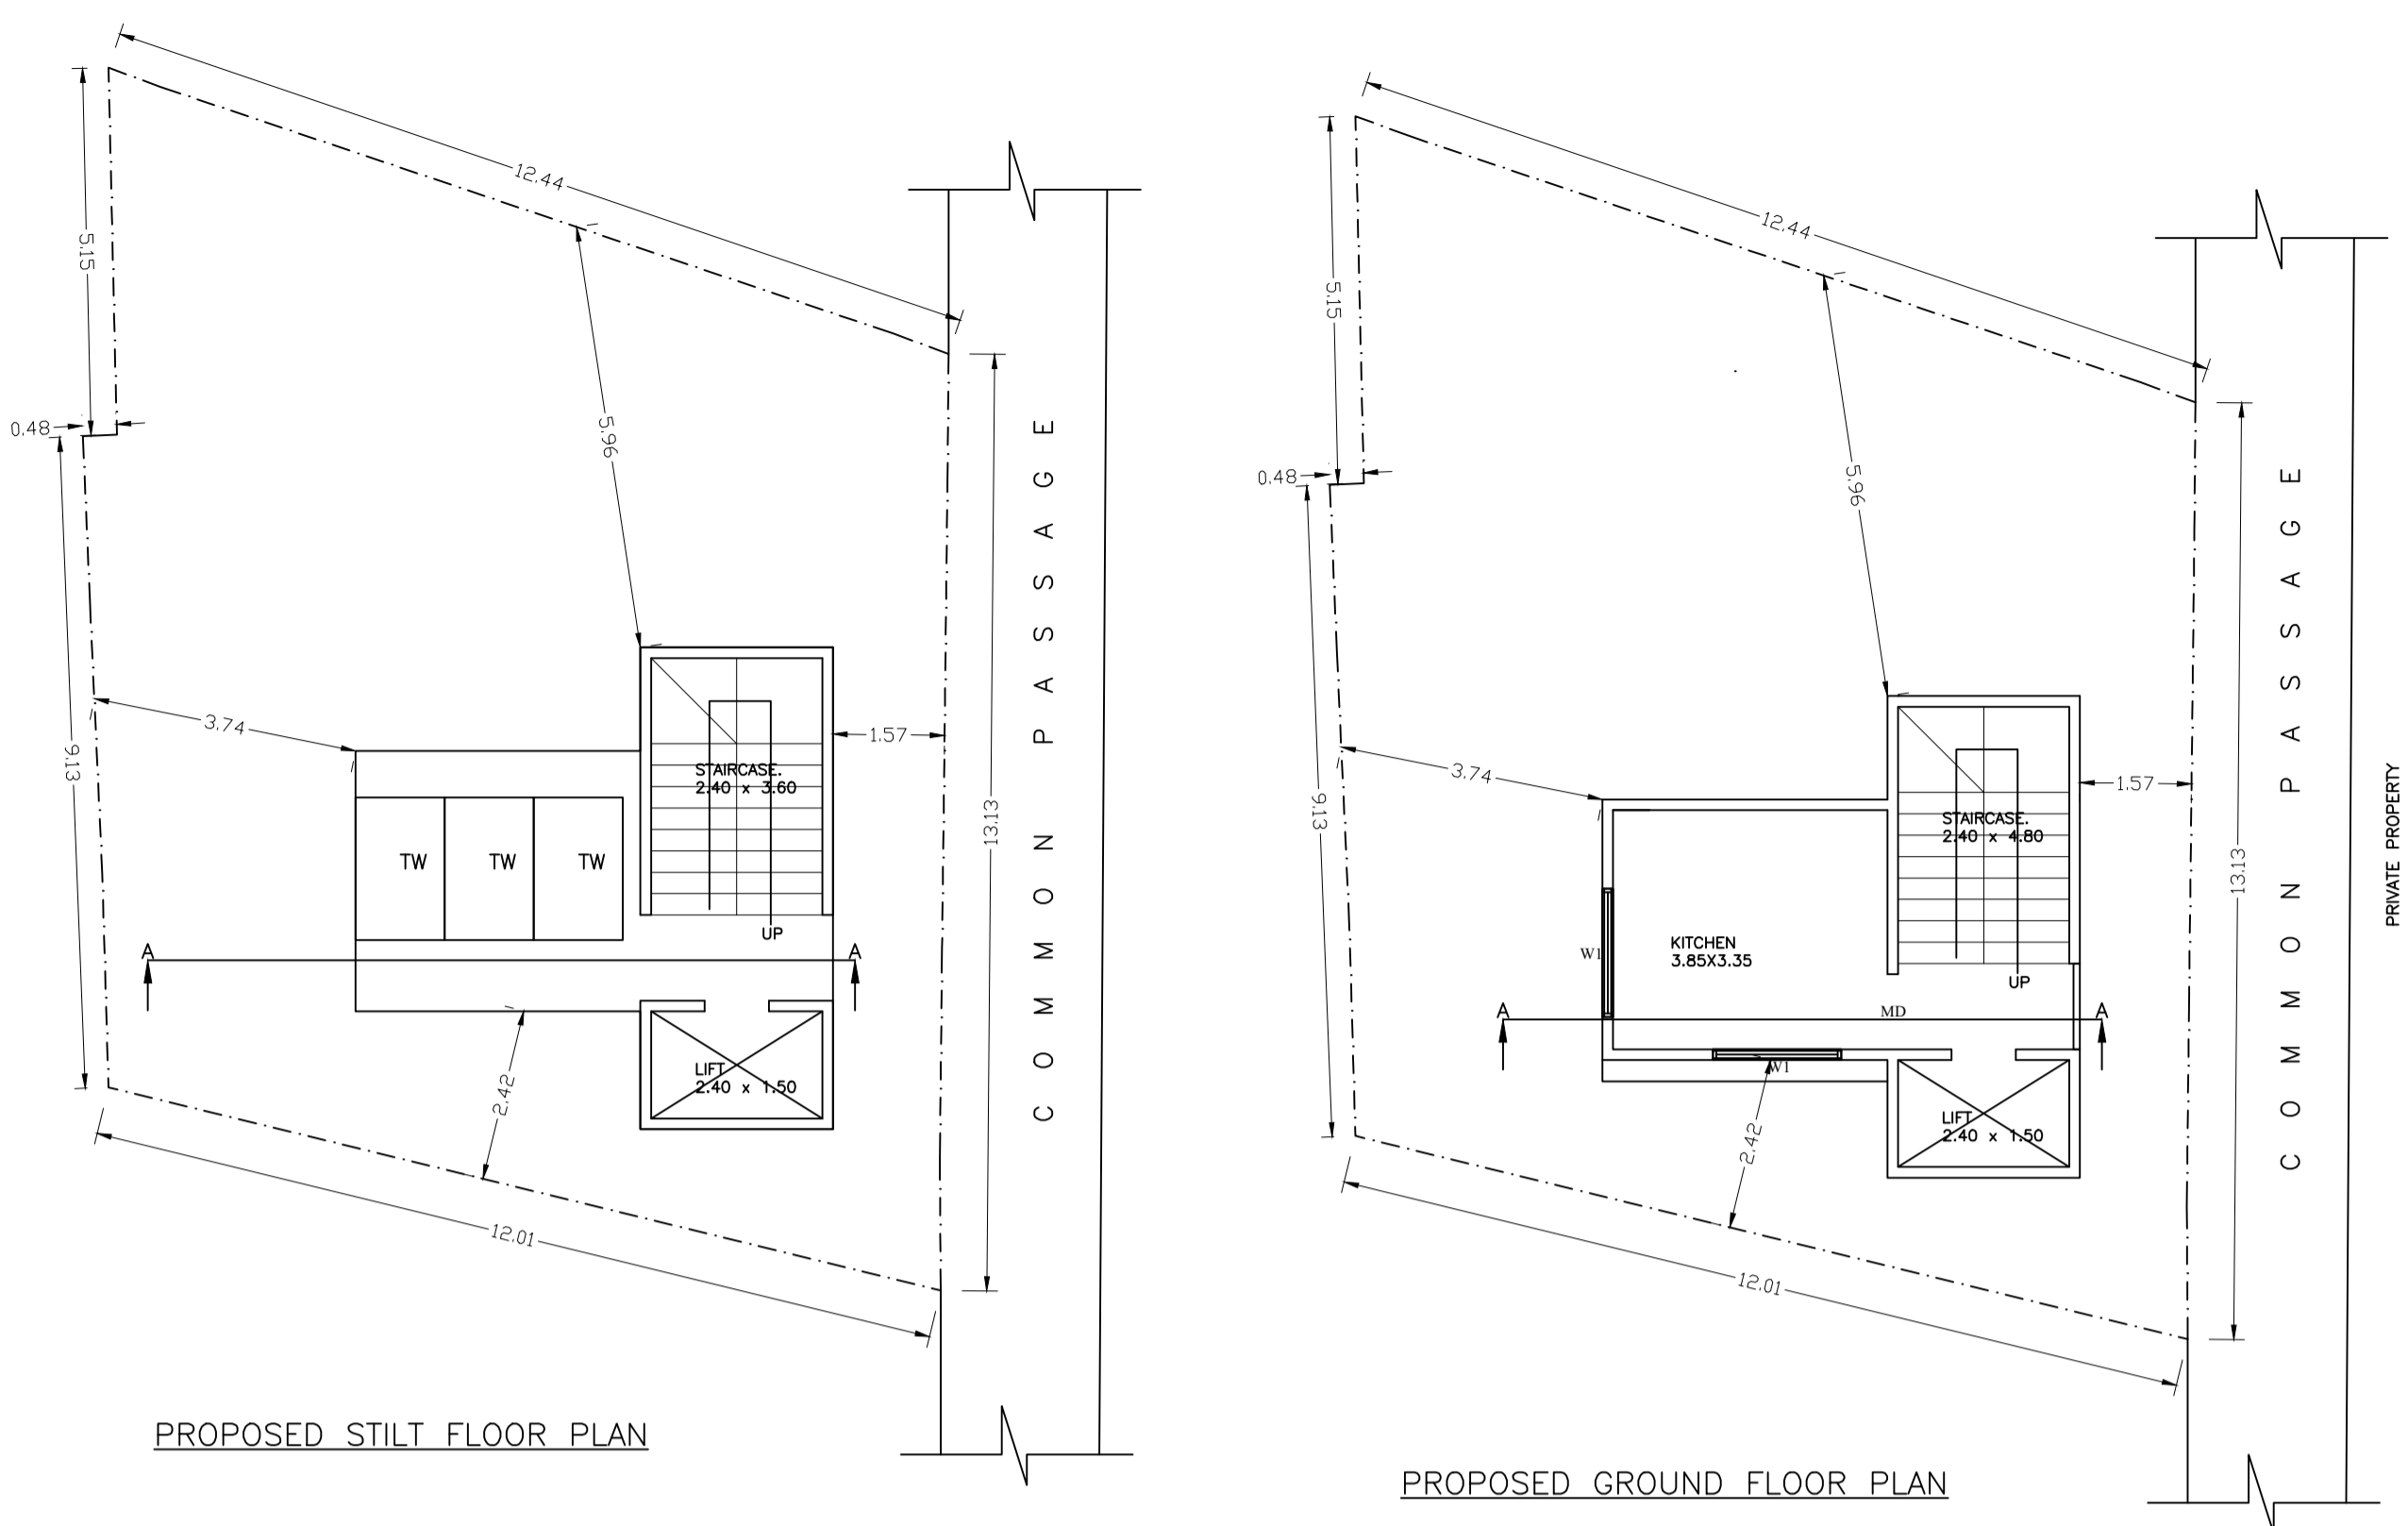 12.44
5.15
5.96
0.48
3.74
9.13
STAIRCASE.
2.40 x 3.60
1.57
13.13
TW TW TW
UP
A A
LIFT
2.40 x 1.50
2.42
12.01
COMMON PASSAGE
PROPOSED STILT FLOOR PLAN
12.44
5.15
5.96
0.48
3.74
9.13
STAIRCASE.
2.40 x 4.80
1.57
13.13
KITCHEN
3.85X3.35
W1
UP
MD
A A
W1
LIFT
2.40 x 1.50
2.42
12.01
COMMON PASSAGE
PRIVATE PROPERTY
PROPOSED GROUND FLOOR PLAN